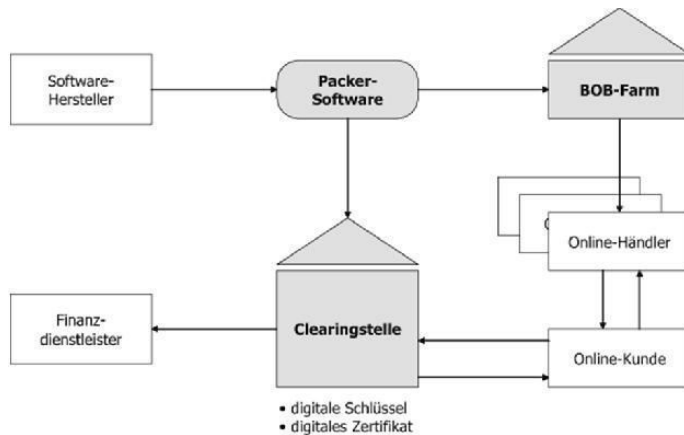 Software-
Hersteller
Packer-
Software
BOB-Farm
Online-Händler
Finanz-
dienstleister
Clearingstelle
Online-Kunde
• digitale Schlüssel
• digitales Zertifikat